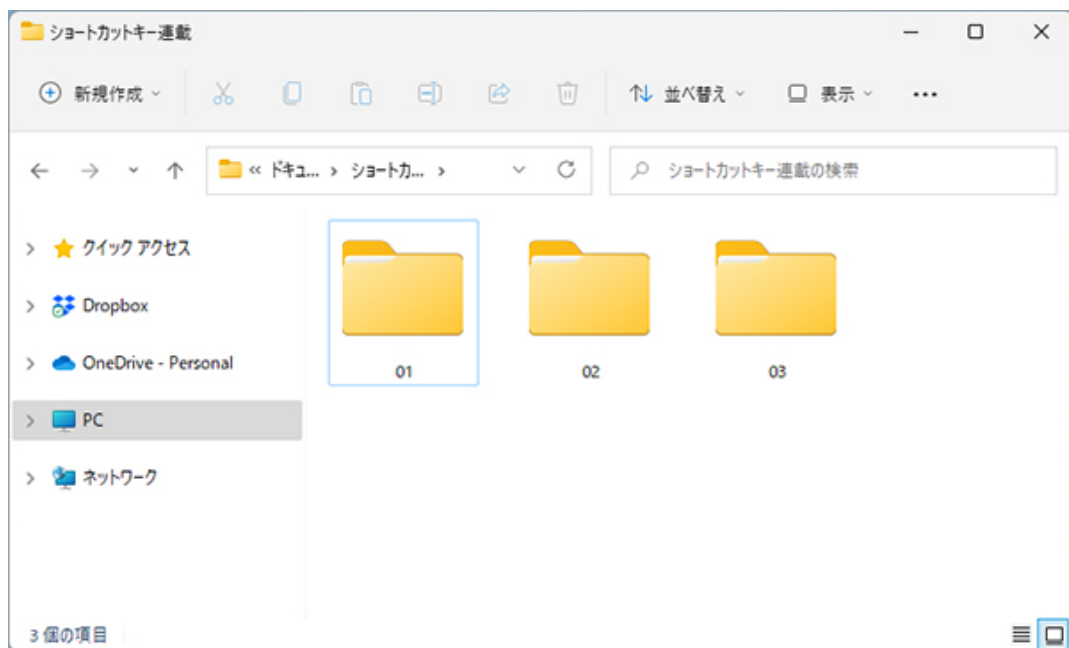 ショートカットキー連載
新規作成
並べ替え
表示
« ドキュ... › ショートカ... ›
ショートカットキー連載の検索
クイック アクセス
Dropbox
OneDrive - Personal
PC
ネットワーク
01
02
03
3 個の項目